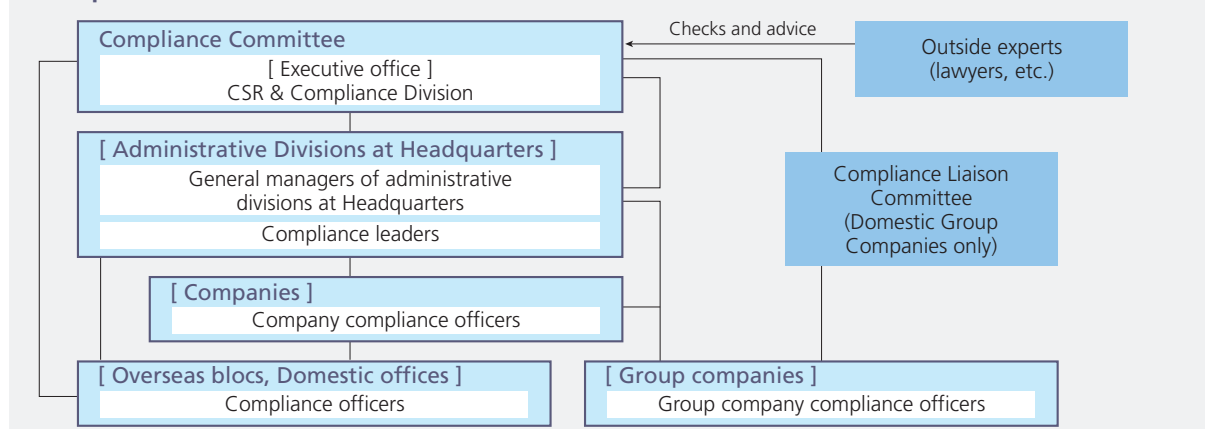 Compliance Committee
[ Executive office ]
CSR & Compliance Division
Checks and advice
Outside experts
(lawyers, etc.)
[ Administrative Divisions at Headquarters ]
General managers of administrative
divisions at Headquarters
Compliance leaders
Compliance Liaison
Committee
(Domestic Group
Companies only)
[ Companies ]
Company compliance officers
[ Overseas blocs, Domestic offices ]
Compliance officers
[ Group companies ]
Group company compliance officers